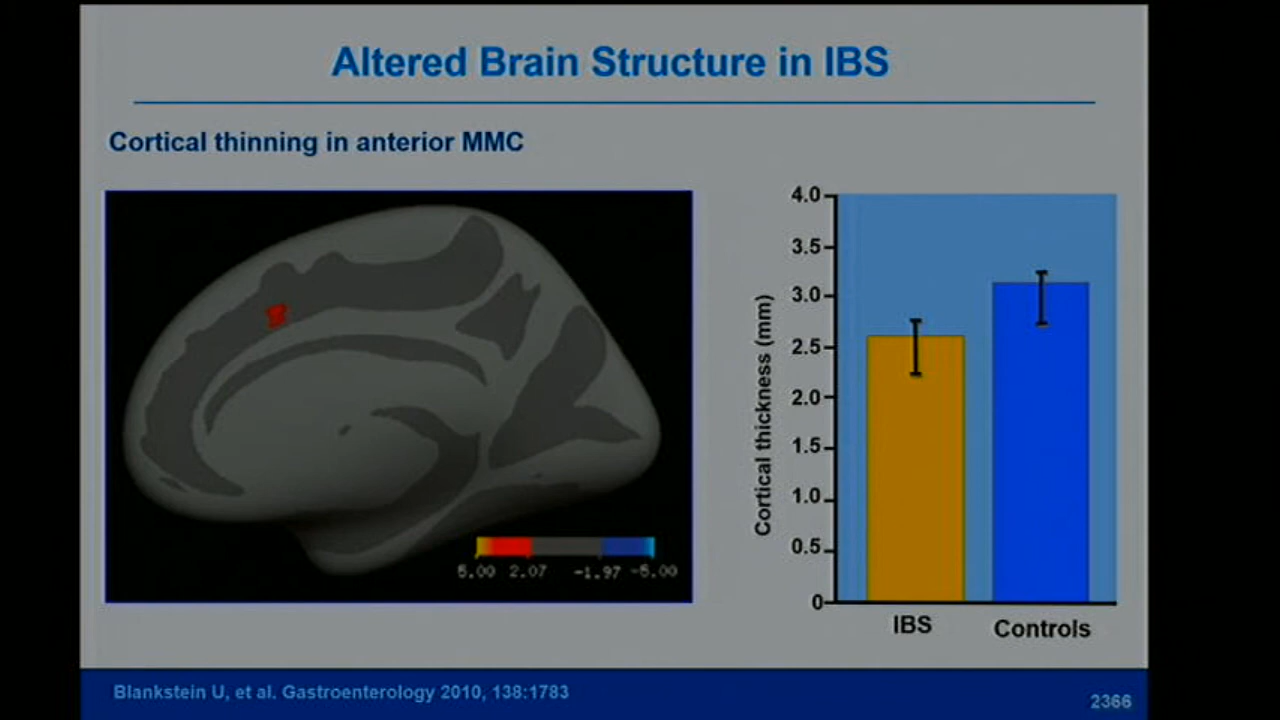 Altered Brain Structure in IBS
Cortical thinning in anterior MMC
5.00 2.07 -1.97 -5.00
Cortical thickness (mm)
4.0
3.5
3.0
2.5
2.0
1.5
1.0
0.5
0
IBS Controls
Blankstein U, et al. Gastroenterology 2010, 138:1783
2366